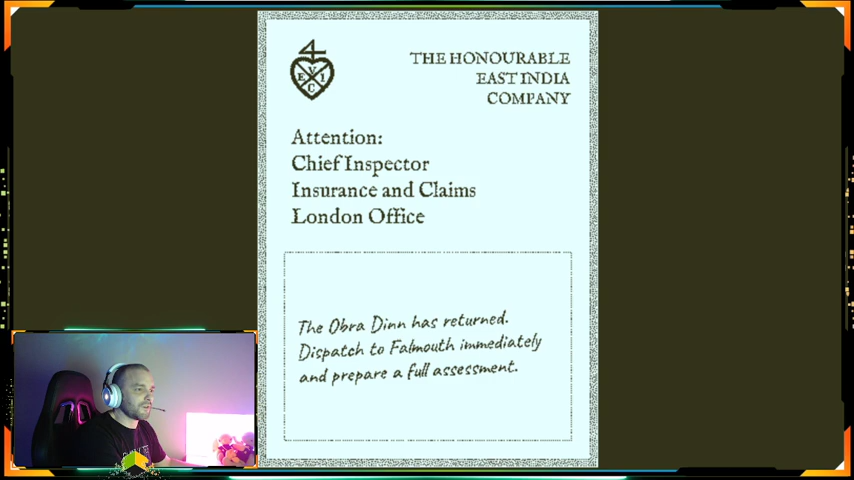 THE HONOURABLE
EAST INDIA
COMPANY
V
E I
C
Attention:
Chief Inspector
Insurance and Claims
London Office
The Obra Dinn has returned.
Dispatch to Falmouth immediately
and prepare a full assessment.